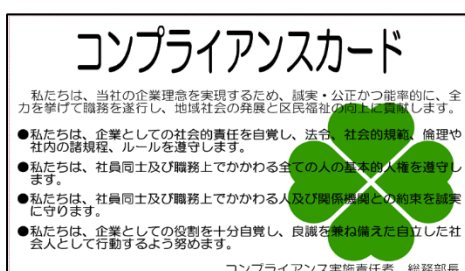 コンプライアンスカード
私たちは、当社の企業理念を実現するため、誠実・公正かつ能率的に、全
力を挙げて職務を遂行し、地域社会の発展と区民福祉の向上に貢献します。
●私たちは、企業としての社会的責任を自覚し、法令、社会的規範、倫理や
社内の諸規程、ルールを遵守します。
●私たちは、社員同士及び職務上でかかわる全ての人の基本的人権を遵守し
ます。
●私たちは、社員同士及び職務上でかかわる人及び関係機関との約束を誠実
に守ります。
●私たちは、企業としての役割を十分自覚し、良識を兼ね備えた自立した社
会人として行動するよう努めます。
コンプライアンス実施責任者　総務部長